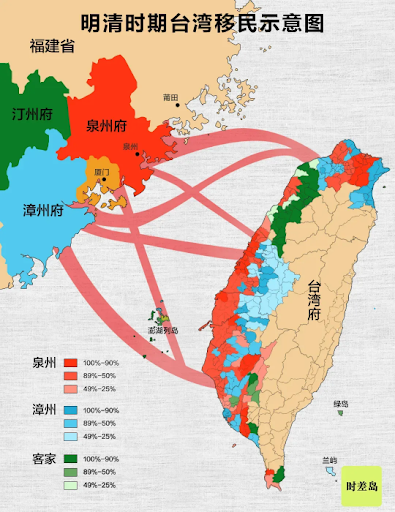 明清时期台湾移民示意图
福建省
汀州府
莆田
泉州府
泉州
厦门
漳州府
台湾府
澎湖列岛
绿岛
兰屿
泉州
100%-90%
89%-50%
49%-25%
漳州
100%-90%
89%-50%
49%-25%
客家
100%-90%
89%-50%
49%-25%
时差岛